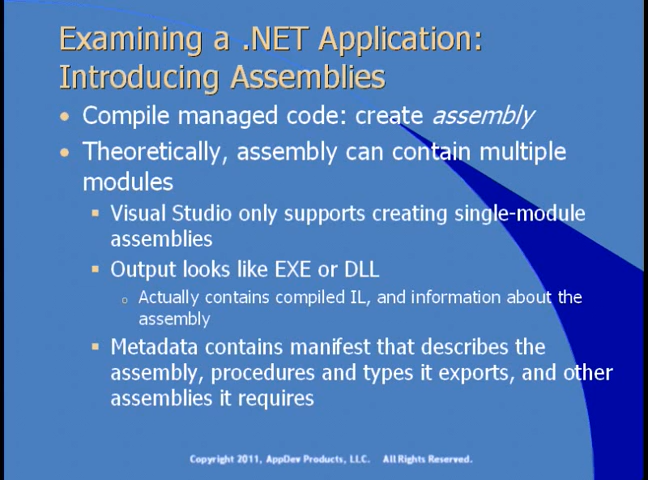 Examining a .NET Application:
Introducing Assemblies
• Compile managed code: create assembly
• Theoretically, assembly can contain multiple
modules
▪ Visual Studio only supports creating single-module
assemblies
▪ Output looks like EXE or DLL
o Actually contains compiled IL, and information about the
assembly
▪ Metadata contains manifest that describes the
assembly, procedures and types it exports, and other
assemblies it requires
Copyright 2011, AppDev Products, LLC. All Rights Reserved.